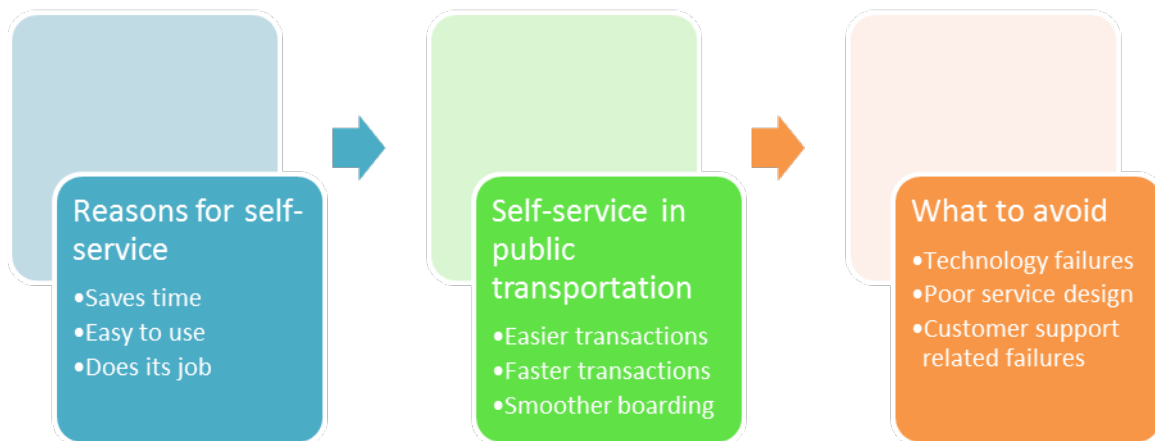 Reasons for self-
service
•Saves time
•Easy to use
•Does its job
Self-service in
public
transportation
•Easier transactions
•Faster transactions
•Smoother boarding
What to avoid
•Technology failures
•Poor service design
•Customer support
related failures